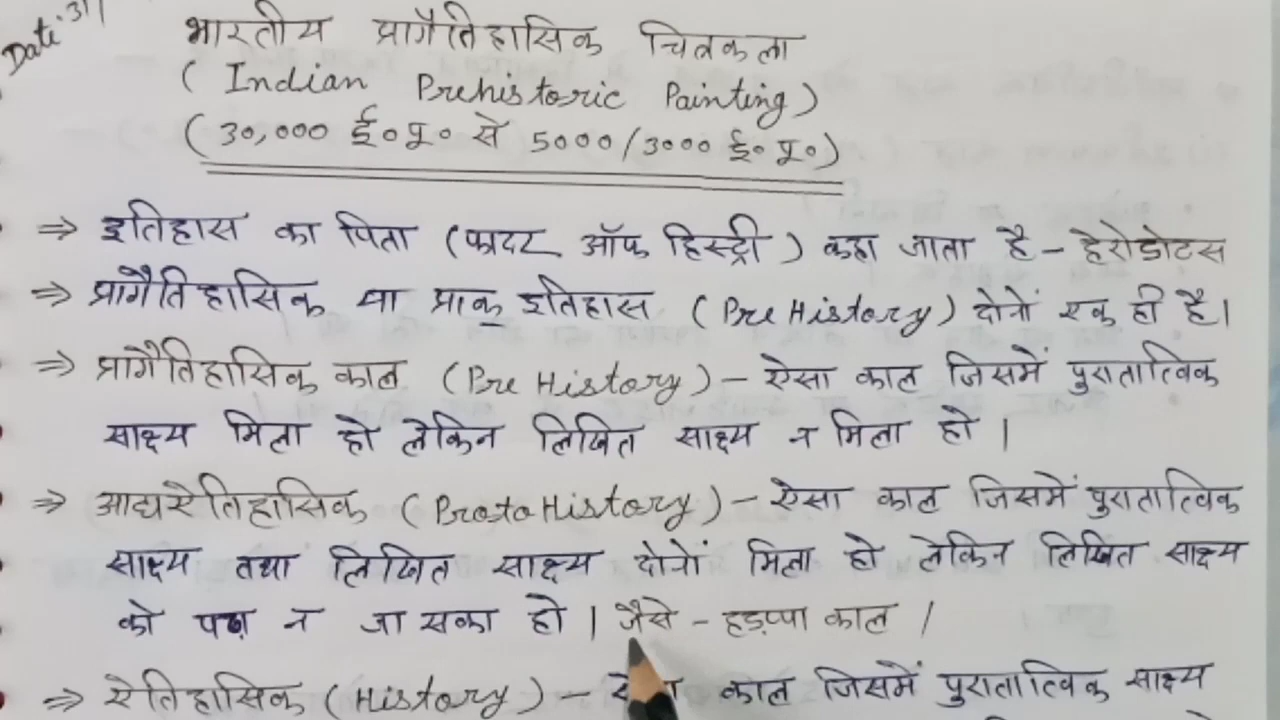 Date: 31
भारतीय प्रागैतिहासिक चित्रकला
(Indian Prehistoric Painting)
(30,000 ई०पू० से 5000/3000 ई०पू०)
⇒ इतिहास का पिता (फादर ऑफ हिस्ट्री) कहा जाता है – हेरोडोटस
⇒ प्रागैतिहासिक या प्राक् इतिहास (Pre History) दोनों एक ही है।
⇒ प्रागैतिहासिक काल (Pre History) – ऐसा काल जिसमें पुरातात्विक
साक्ष्य मिला हो लेकिन लिखित साक्ष्य न मिला हो।
⇒ आद्यऐतिहासिक (Proto History) – ऐसा काल जिसमें पुरातात्विक
साक्ष्य तथा लिखित साक्ष्य दोनों मिला हो लेकिन लिखित साक्ष्य
को पढ़ा न जा सका हो। जैसे – हड़प्पा काल।
⇒ ऐतिहासिक (History) – काल जिसमें पुरातात्विक साक्ष्य